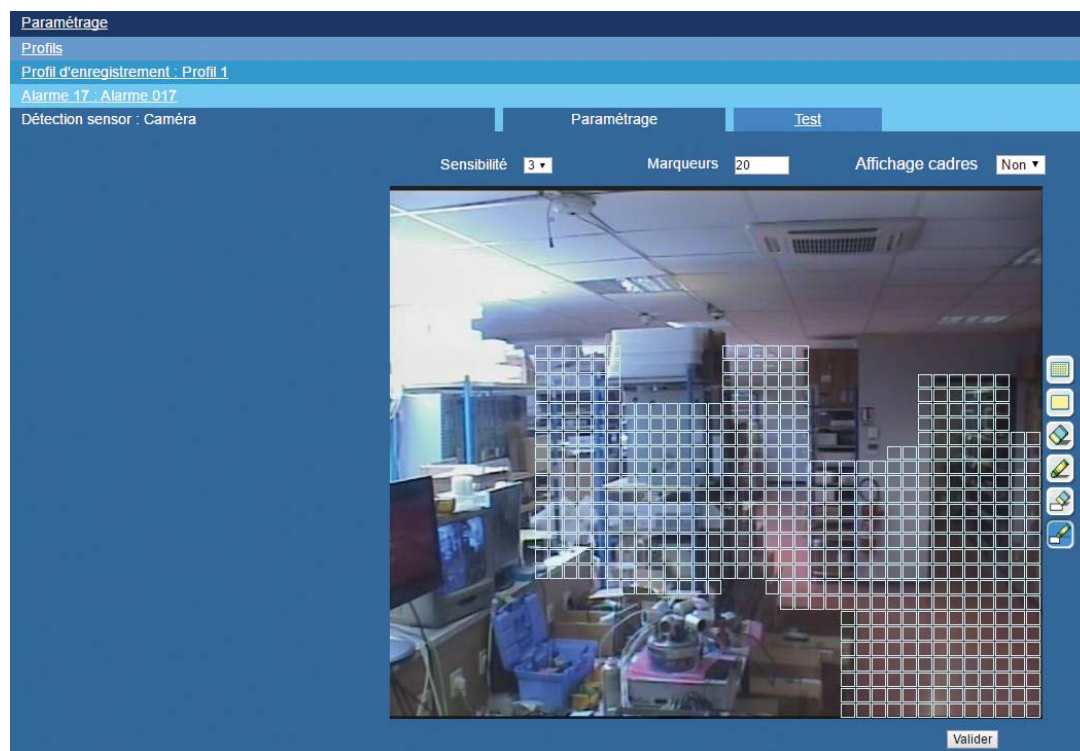 Paramétrage
Profils
Profil d'enregistrement : Profil 1
Alarme 17 : Alarme 017
Détection sensor : Caméra Paramétrage Test
Sensibilité 3 Marqueurs 20 Affichage cadres Non
Valider